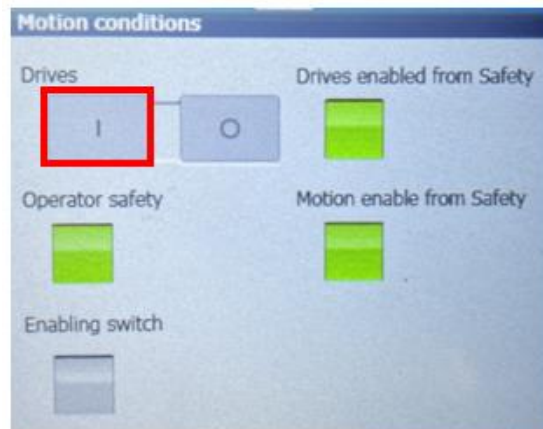 Motion conditions
Drives
Drives enabled from Safety
I
O
Operator safety
Motion enable from Safety
Enabling switch